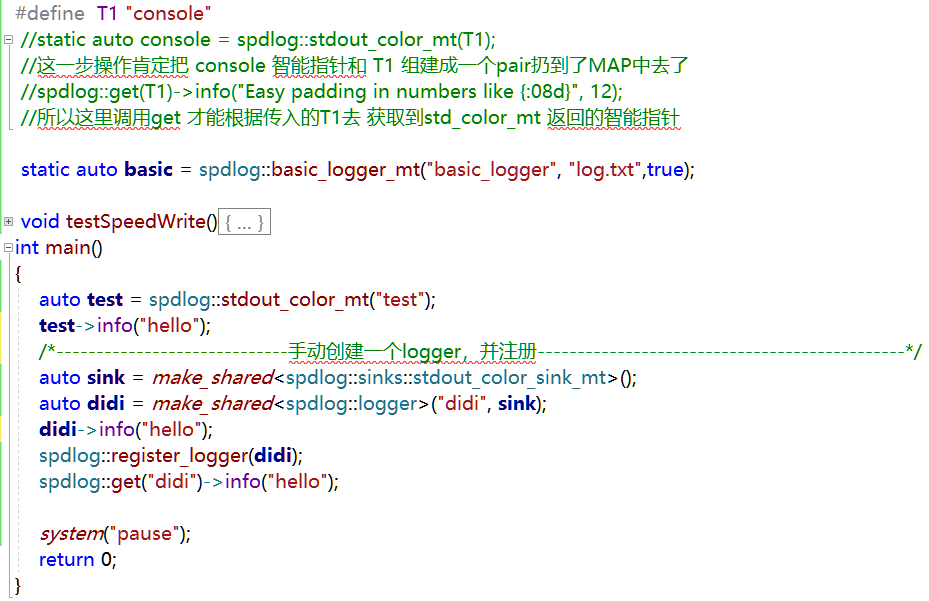 #define T1 "console"
//static auto console = spdlog::stdout_color_mt(T1);
//这一步操作肯定把 console 智能指针和 T1 组建成一个pair扔到了MAP中去了
//spdlog::get(T1)->info("Easy padding in numbers like {:08d}", 12);
//所以这里调用get 才能根据传入的T1去 获取到std_color_mt 返回的智能指针
static auto basic = spdlog::basic_logger_mt("basic_logger", "log.txt",true);
void testSpeedWrite(){ ... }
int main()
{
auto test = spdlog::stdout_color_mt("test");
test->info("hello");
/*-----------------------------手动创建一个logger，并注册----------------------------------------------*/
auto sink = make_shared<spdlog::sinks::stdout_color_sink_mt>();
auto didi = make_shared<spdlog::logger>("didi", sink);
didi->info("hello");
spdlog::register_logger(didi);
spdlog::get("didi")->info("hello");
system("pause");
return 0;
}